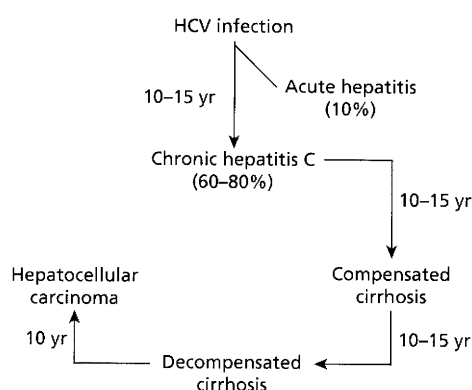 HCV infection
10–15 yr
Acute hepatitis
(10%)
Chronic hepatitis C
(60–80%)
10–15 yr
Compensated
cirrhosis
10–15 yr
Decompensated
cirrhosis
10 yr
Hepatocellular
carcinoma